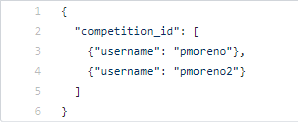 1 {
2   "competition_id": [
3     {"username": "pmoreno"},
4     {"username": "pmoreno2"}
5   ]
6 }